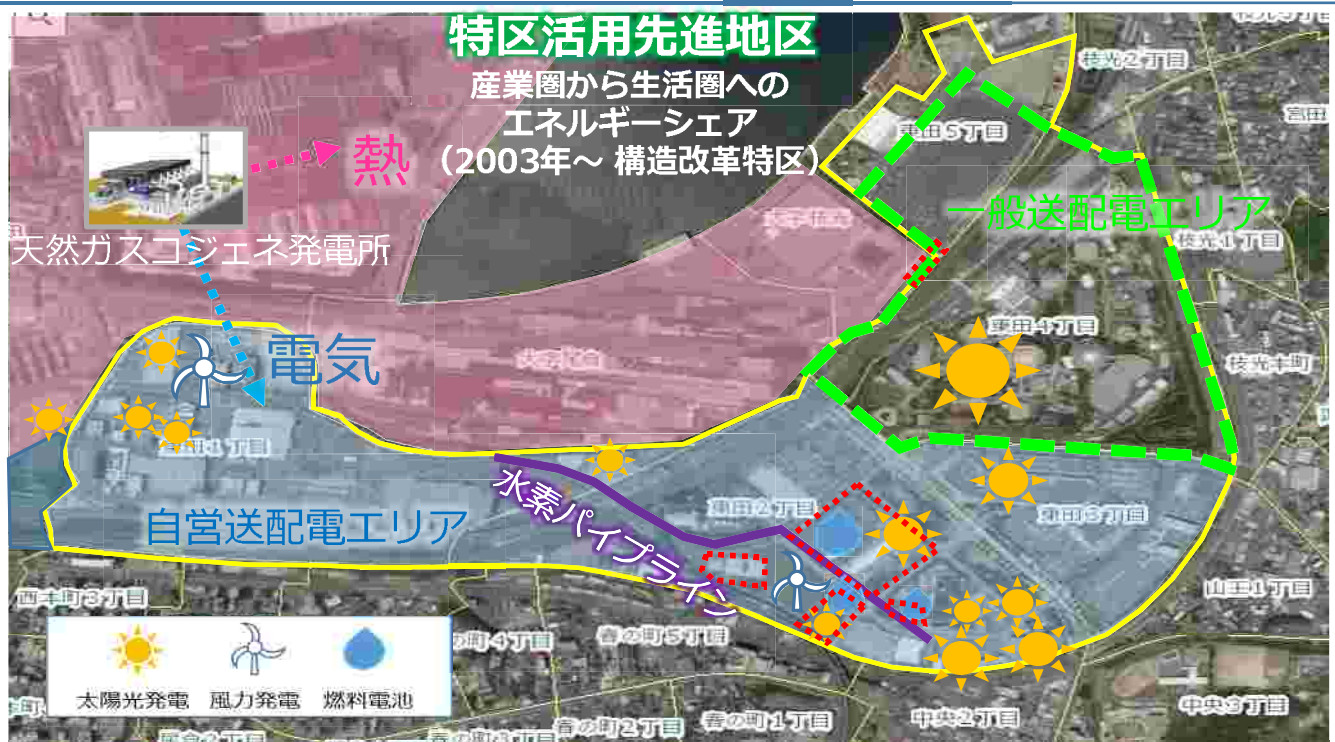 特区活用先進地区
産業圏から生活圏への
エネルギーシェア
（2003年～ 構造改革特区）
枝光2丁目
東田5丁目
熱
一般送配電エリア
天然ガスコジェネ発電所
枝光1丁目
東田4丁目
電気
枝光本町
水素パイプライン
自営送配電エリア
東田2丁目
東田3丁目
山王1丁目
西本町3丁目
春の町5丁目
の町4丁目
太陽光発電
風力発電
燃料電池
中央3丁目
春の町2丁目
春の町1丁目
中央2丁目